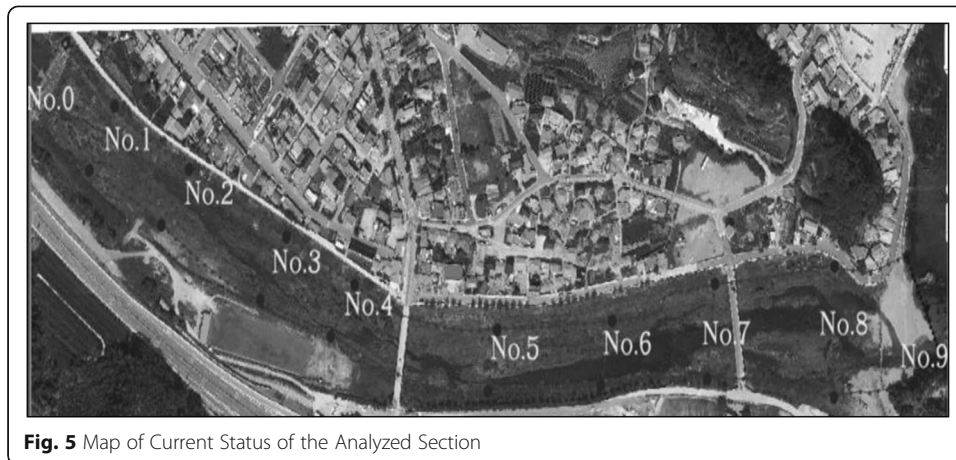 No.0
No.1
No.2
No.3
No.4
No.5
No.6
No.7
No.8
No.9
Fig. 5 Map of Current Status of the Analyzed Section